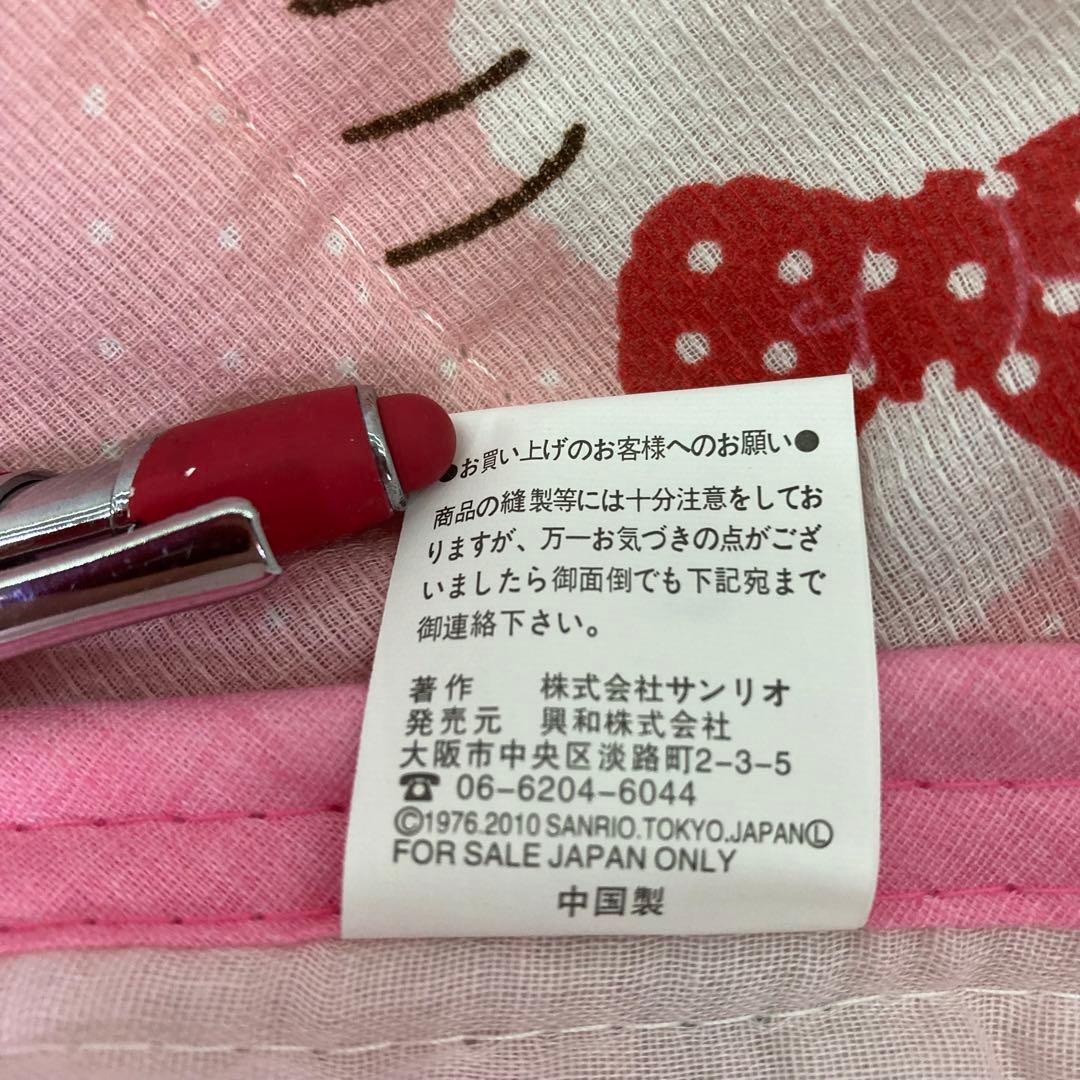 ●お買い上げのお客様へのお願い●
商品の縫製等には十分注意をしてお
りますが、万一お気づきの点がござ
いましたら御面倒でも下記宛まで
御連絡下さい。
著作 株式会社サンリオ
発売元 興和株式会社
大阪市中央区淡路町2-3-5
☎ 06-6204-6044
©1976.2010 SANRIO.TOKYO.JAPANⓁ
FOR SALE JAPAN ONLY
中国製